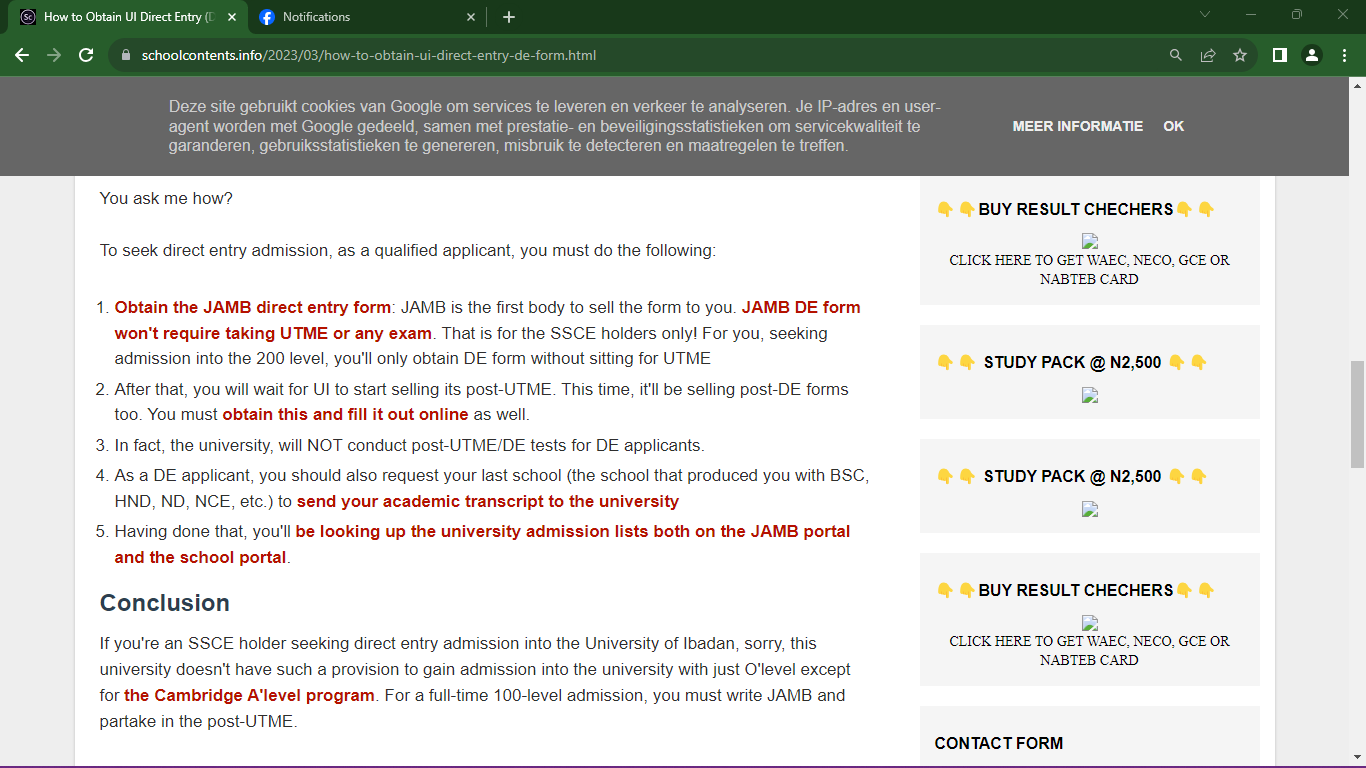 How to Obtain UI Direct Entry (D
Notifications
schoolcontents.info/2023/03/how-to-obtain-ui-direct-entry-de-form.html
Deze site gebruikt cookies van Google om services te leveren en verkeer te analyseren. Je IP-adres en user-
agent worden met Google gedeeld, samen met prestatie- en beveiligingsstatistieken om servicekwaliteit te
garanderen, gebruiksstatistieken te genereren, misbruik te detecteren en maatregelen te treffen.
MEER INFORMATIE OK
You ask me how?
To seek direct entry admission, as a qualified applicant, you must do the following:
1. Obtain the JAMB direct entry form: JAMB is the first body to sell the form to you. JAMB DE form
won't require taking UTME or any exam. That is for the SSCE holders only! For you, seeking
admission into the 200 level, you'll only obtain DE form without sitting for UTME
2. After that, you will wait for UI to start selling its post-UTME. This time, it'll be selling post-DE forms
too. You must obtain this and fill it out online as well.
3. In fact, the university, will NOT conduct post-UTME/DE tests for DE applicants.
4. As a DE applicant, you should also request your last school (the school that produced you with BSC,
HND, ND, NCE, etc.) to send your academic transcript to the university
5. Having done that, you'll be looking up the university admission lists both on the JAMB portal
and the school portal.
Conclusion
If you're an SSCE holder seeking direct entry admission into the University of Ibadan, sorry, this
university doesn't have such a provision to gain admission into the university with just O'level except
for the Cambridge A'level program. For a full-time 100-level admission, you must write JAMB and
partake in the post-UTME.
👇👇BUY RESULT CHECHERS👇👇
CLICK HERE TO GET WAEC, NECO, GCE OR
NABTEB CARD
👇👇 STUDY PACK @ N2,500 👇👇
👇👇 STUDY PACK @ N2,500 👇👇
👇👇BUY RESULT CHECHERS👇👇
CLICK HERE TO GET WAEC, NECO, GCE OR
NABTEB CARD
CONTACT FORM